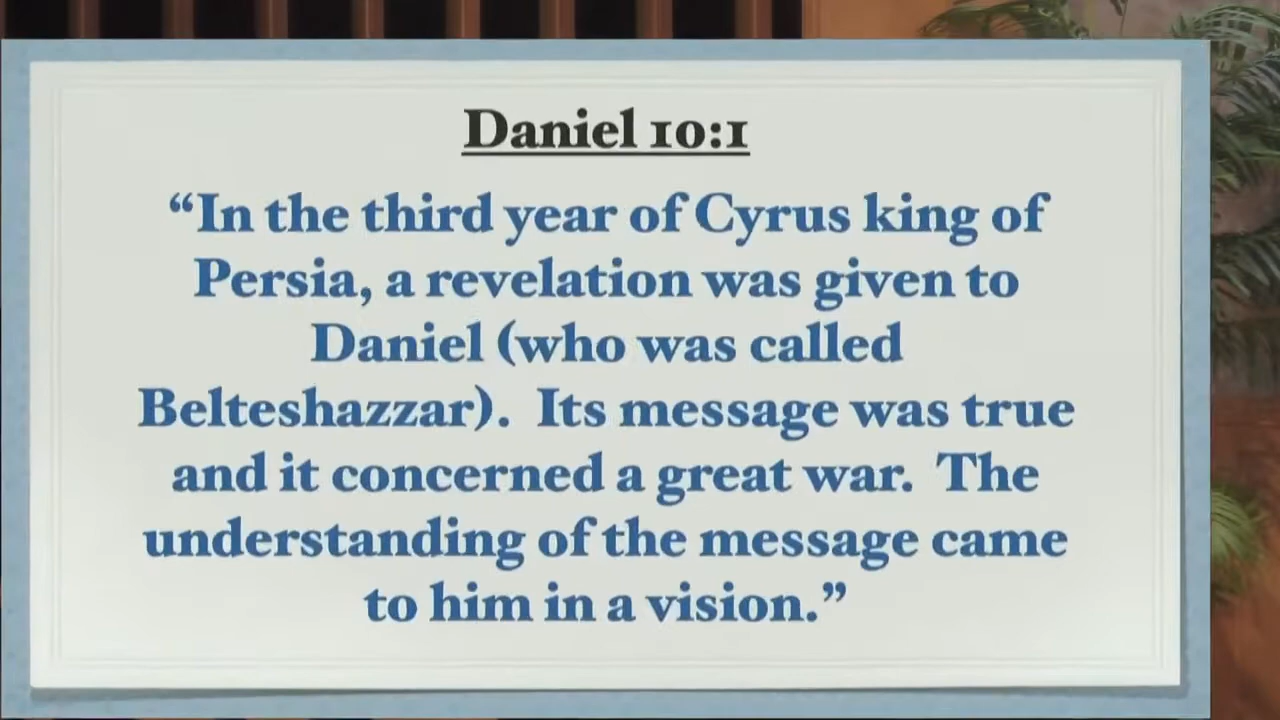 Daniel 10:1
“In the third year of Cyrus king of
Persia, a revelation was given to
Daniel (who was called
Belteshazzar).  Its message was true
and it concerned a great war.  The
understanding of the message came
to him in a vision.”